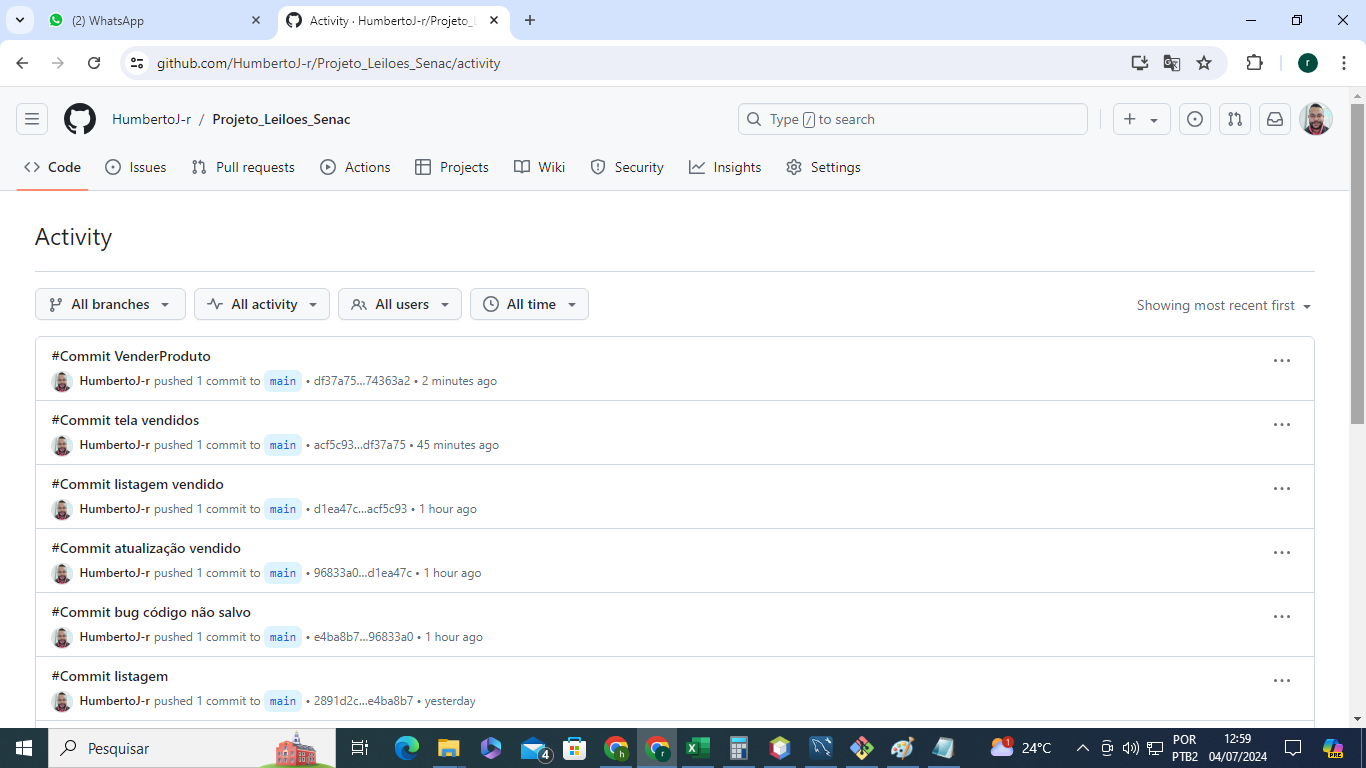 (2) WhatsApp
Activity · HumbertoJ-r/Projeto_L
github.com/HumbertoJ-r/Projeto_Leiloes_Senac/activity
r
HumbertoJ-r / Projeto_Leiloes_Senac
Type / to search
Code
Issues
Pull requests
Actions
Projects
Wiki
Security
Insights
Settings
Activity
All branches
All activity
All users
All time
Showing most recent first
#Commit VenderProduto
HumbertoJ-r pushed 1 commit to main • df37a75...74363a2 • 2 minutes ago
#Commit tela vendidos
HumbertoJ-r pushed 1 commit to main • acf5c93...df37a75 • 45 minutes ago
#Commit listagem vendido
HumbertoJ-r pushed 1 commit to main • d1ea47c...acf5c93 • 1 hour ago
#Commit atualização vendido
HumbertoJ-r pushed 1 commit to main • 96833a0...d1ea47c • 1 hour ago
#Commit bug código não salvo
HumbertoJ-r pushed 1 commit to main • e4ba8b7...96833a0 • 1 hour ago
#Commit listagem
HumbertoJ-r pushed 1 commit to main • 2891d2c...e4ba8b7 • yesterday
Pesquisar
4
h
r
1
24°C
POR
PTB2
12:59
04/07/2024
PRE